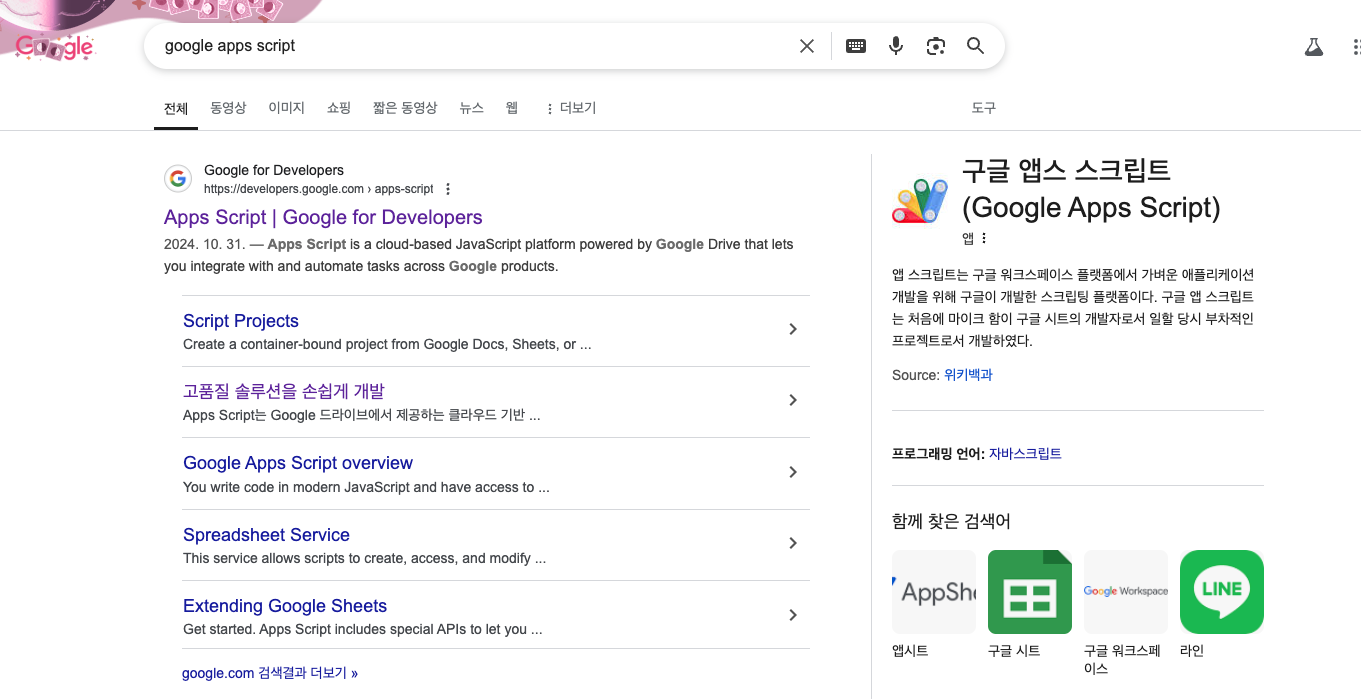 Google
google apps script
전체 동영상 이미지 쇼핑 짧은 동영상 뉴스 웹 더보기 도구
Google for Developers
https://developers.google.com › apps-script
Apps Script | Google for Developers
2024. 10. 31. — Apps Script is a cloud-based JavaScript platform powered by Google Drive that lets
you integrate with and automate tasks across Google products.
Script Projects
Create a container-bound project from Google Docs, Sheets, or ...
고품질 솔루션을 손쉽게 개발
Apps Script는 Google 드라이브에서 제공하는 클라우드 기반 ...
Google Apps Script overview
You write code in modern JavaScript and have access to ...
Spreadsheet Service
This service allows scripts to create, access, and modify ...
Extending Google Sheets
Get started. Apps Script includes special APIs to let you ...
google.com 검색결과 더보기 »
구글 앱스 스크립트
(Google Apps Script)
앱
앱 스크립트는 구글 워크스페이스 플랫폼에서 가벼운 애플리케이션
개발을 위해 구글이 개발한 스크립팅 플랫폼이다. 구글 앱 스크립트
는 처음에 마이크 함이 구글 시트의 개발자로서 일할 당시 부차적인
프로젝트로서 개발하였다.
Source: 위키백과
프로그래밍 언어: 자바스크립트
함께 찾은 검색어
AppShe
Google Workspace
LINE
앱시트
구글 시트
구글 워크스페
이스
라인